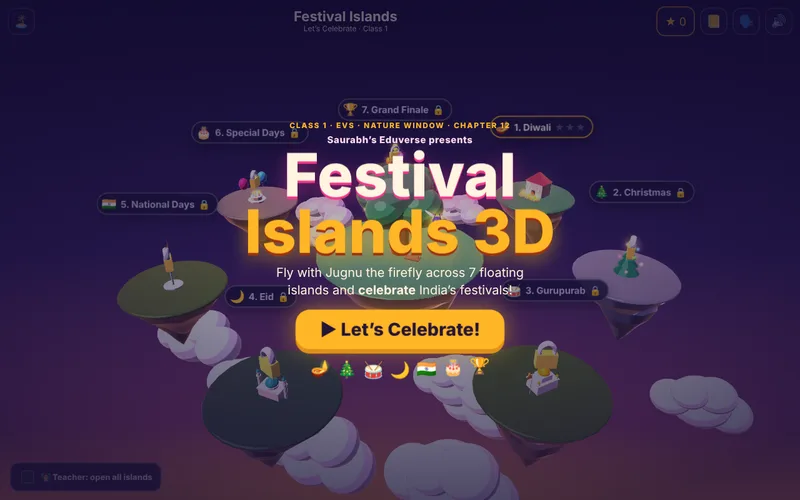 Festival Islands
Let's Celebrate · Class 1
★ 0
7. Grand Finale
6. Special Days
CLASS 1 · EVS · NATURE WINDOW · CHAPTER 12
1. Diwali ★ ★ ★
Saurabh's Eduverse presents
Festival
Islands 3D
2. Christmas
5. National Days
Fly with Jugnu the firefly across 7 floating
islands and celebrate India's festivals!
4. Eid
3. Gurupurab
▶ Let's Celebrate!
Teacher: open all islands